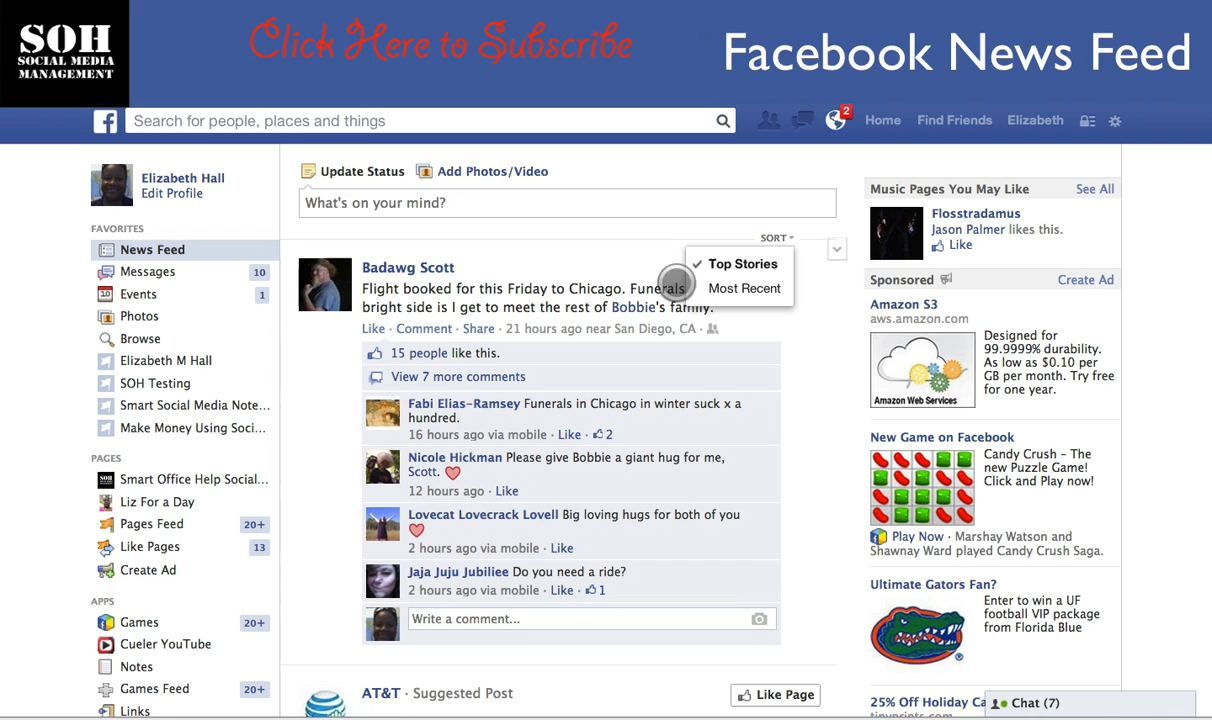 SOH
SOCIAL MEDIA
MANAGEMENT
Click Here to Subscribe
Facebook News Feed
Search for people, places and things
2
Home
Find Friends
Elizabeth
Elizabeth Hall
Edit Profile
FAVORITES
News Feed
Messages 10
Events 1
Photos
Browse
Elizabeth M Hall
SOH Testing
Smart Social Media Note...
Make Money Using Soci...
PAGES
Smart Office Help Social...
Liz For a Day
Pages Feed 20+
Like Pages 13
Create Ad
APPS
Games 20+
Cueler YouTube
Notes
Games Feed 20+
Links
Update Status
Add Photos/Video
What's on your mind?
SORT
Top Stories
Most Recent
Badawg Scott
Flight booked for this Friday to Chicago. Funerals
bright side is I get to meet the rest of Bobbie's family.
Like · Comment · Share · 21 hours ago near San Diego, CA ·
15 people like this.
View 7 more comments
Fabi Elias-Ramsey Funerals in Chicago in winter suck x a
hundred.
16 hours ago via mobile · Like · 2
Nicole Hickman Please give Bobbie a giant hug for me,
Scott.
12 hours ago · Like
Lovecat Lovecrack Lovell Big loving hugs for both of you
2 hours ago via mobile · Like
Jaja Juju Jubiliee Do you need a ride?
2 hours ago via mobile · Like · 1
Write a comment...
AT&T · Suggested Post
Like Page
Music Pages You May Like
See All
Flosstradamus
Jason Palmer likes this.
Like
Sponsored
Create Ad
Amazon S3
aws.amazon.com
Amazon Web Services
Designed for
99.9999% durability.
As low as $0.10 per
GB per month. Try free
for one year.
New Game on Facebook
Candy Crush – The
new Puzzle Game!
Click and Play now!
Play Now · Marshay Watson and
Shawnay Ward played Candy Crush Saga.
Ultimate Gators Fan?
Enter to win a UF
football VIP package
from Florida Blue
25% Off Holiday Ca
Chat (7)